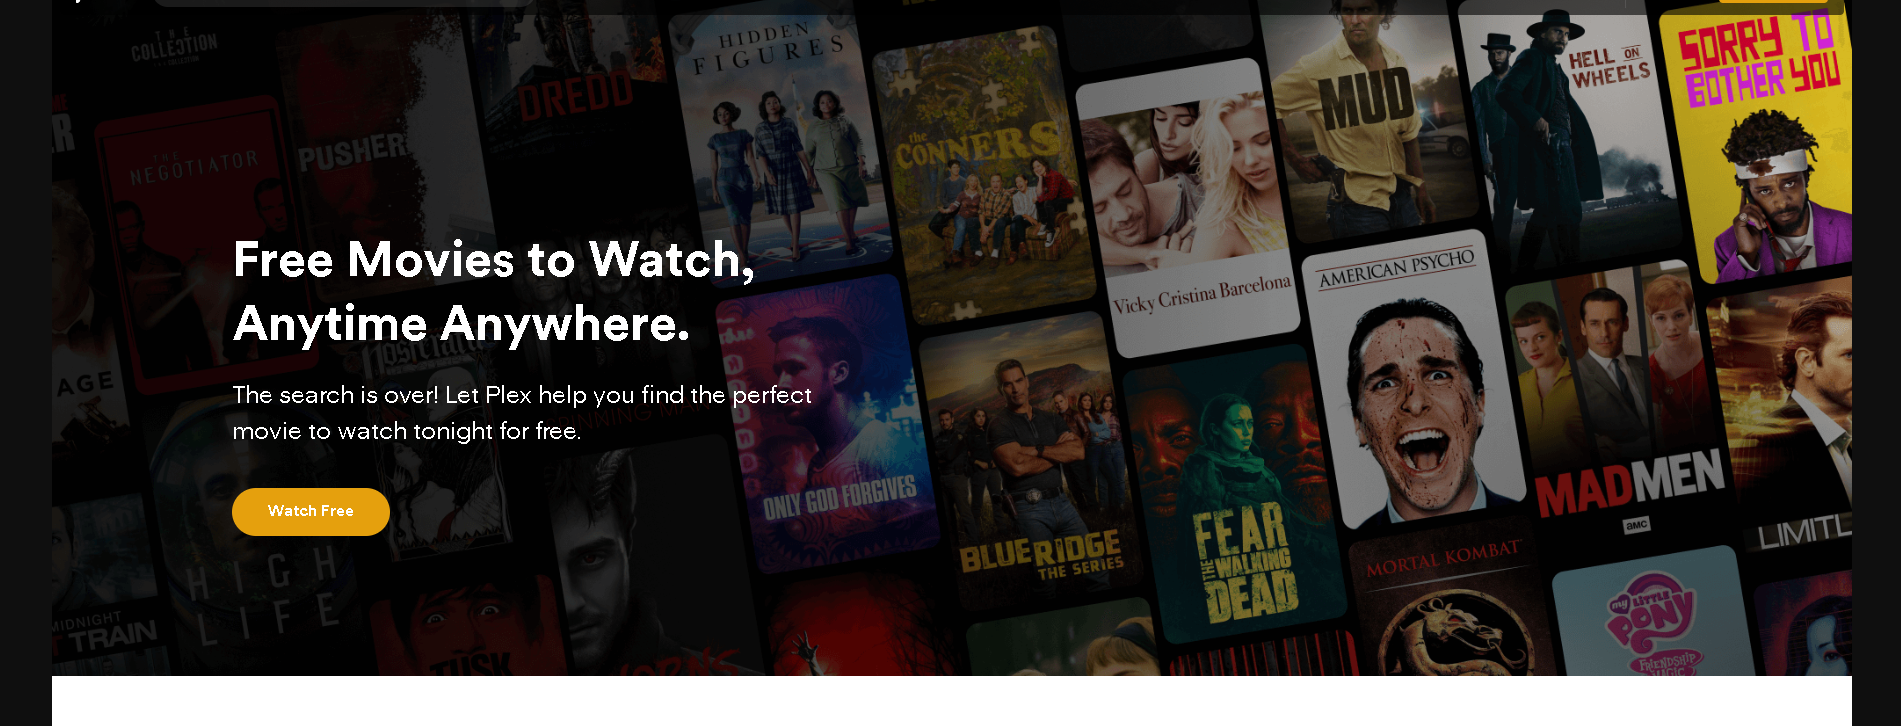 THE
COLLECTION
HIDDEN
FIGURES
DREDD
MUD
HELL ON
WHEELS
SORRY TO
BOTHER YOU
THE
NEGOTIATOR
PUSHER
the
CONNERS
Free Movies to Watch,
Anytime Anywhere.
Vicky Cristina Barcelona
AMERICAN PSYCHO
The search is over! Let Plex help you find the perfect
movie to watch tonight for free.
Watch Free
ONLY GOD FORGIVES
BLUE RIDGE
THE SERIES
FEAR
THE WALKING
DEAD
MAD MEN
amc
MORTAL KOMBAT
HIGH
LIFE
MIDNIGHT
TRAIN
TUSK
HORNS
my LITTLE
PONY
FRIENDSHIP
MAGIC